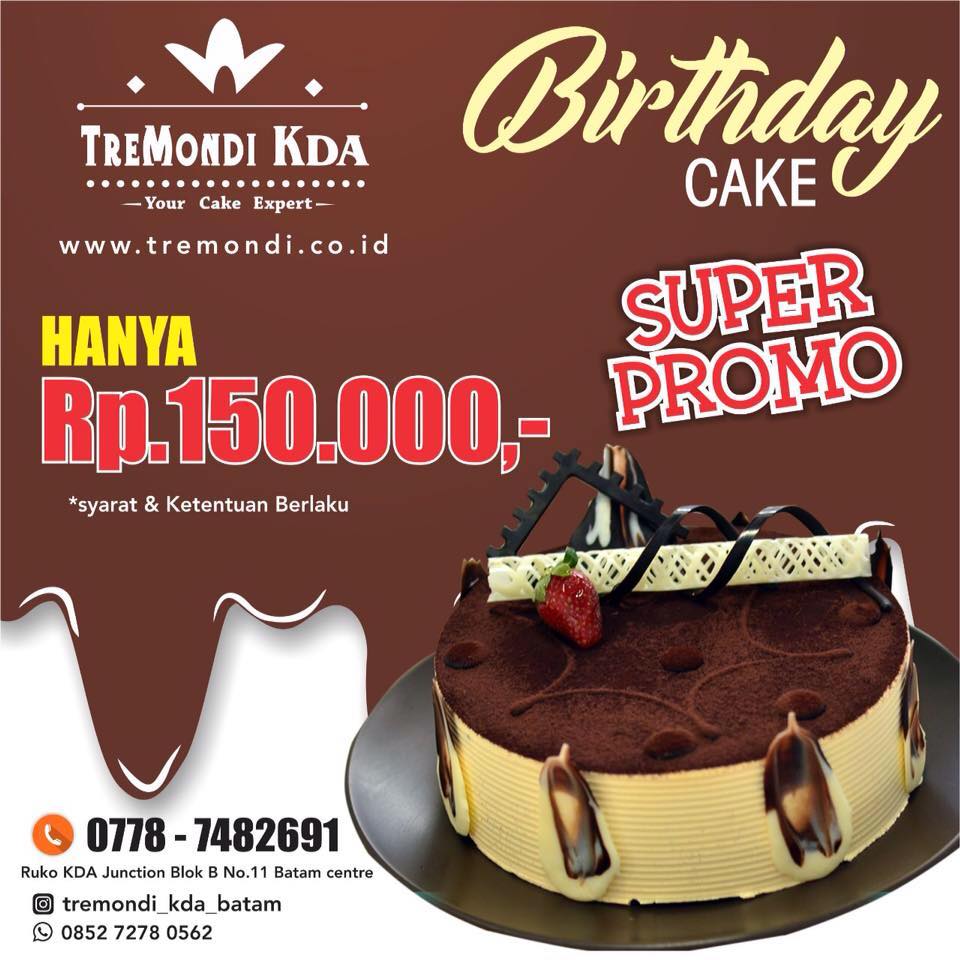 TREMONDI KDA
Your Cake Expert
www.tremondi.co.id
Birthday
CAKE
SUPER
PROMO
HANYA
Rp.150.000,-
*syarat & Ketentuan Berlaku
0778 - 7482691
Ruko KDA Junction Blok B No.11 Batam centre
tremondi_kda_batam
0852 7278 0562